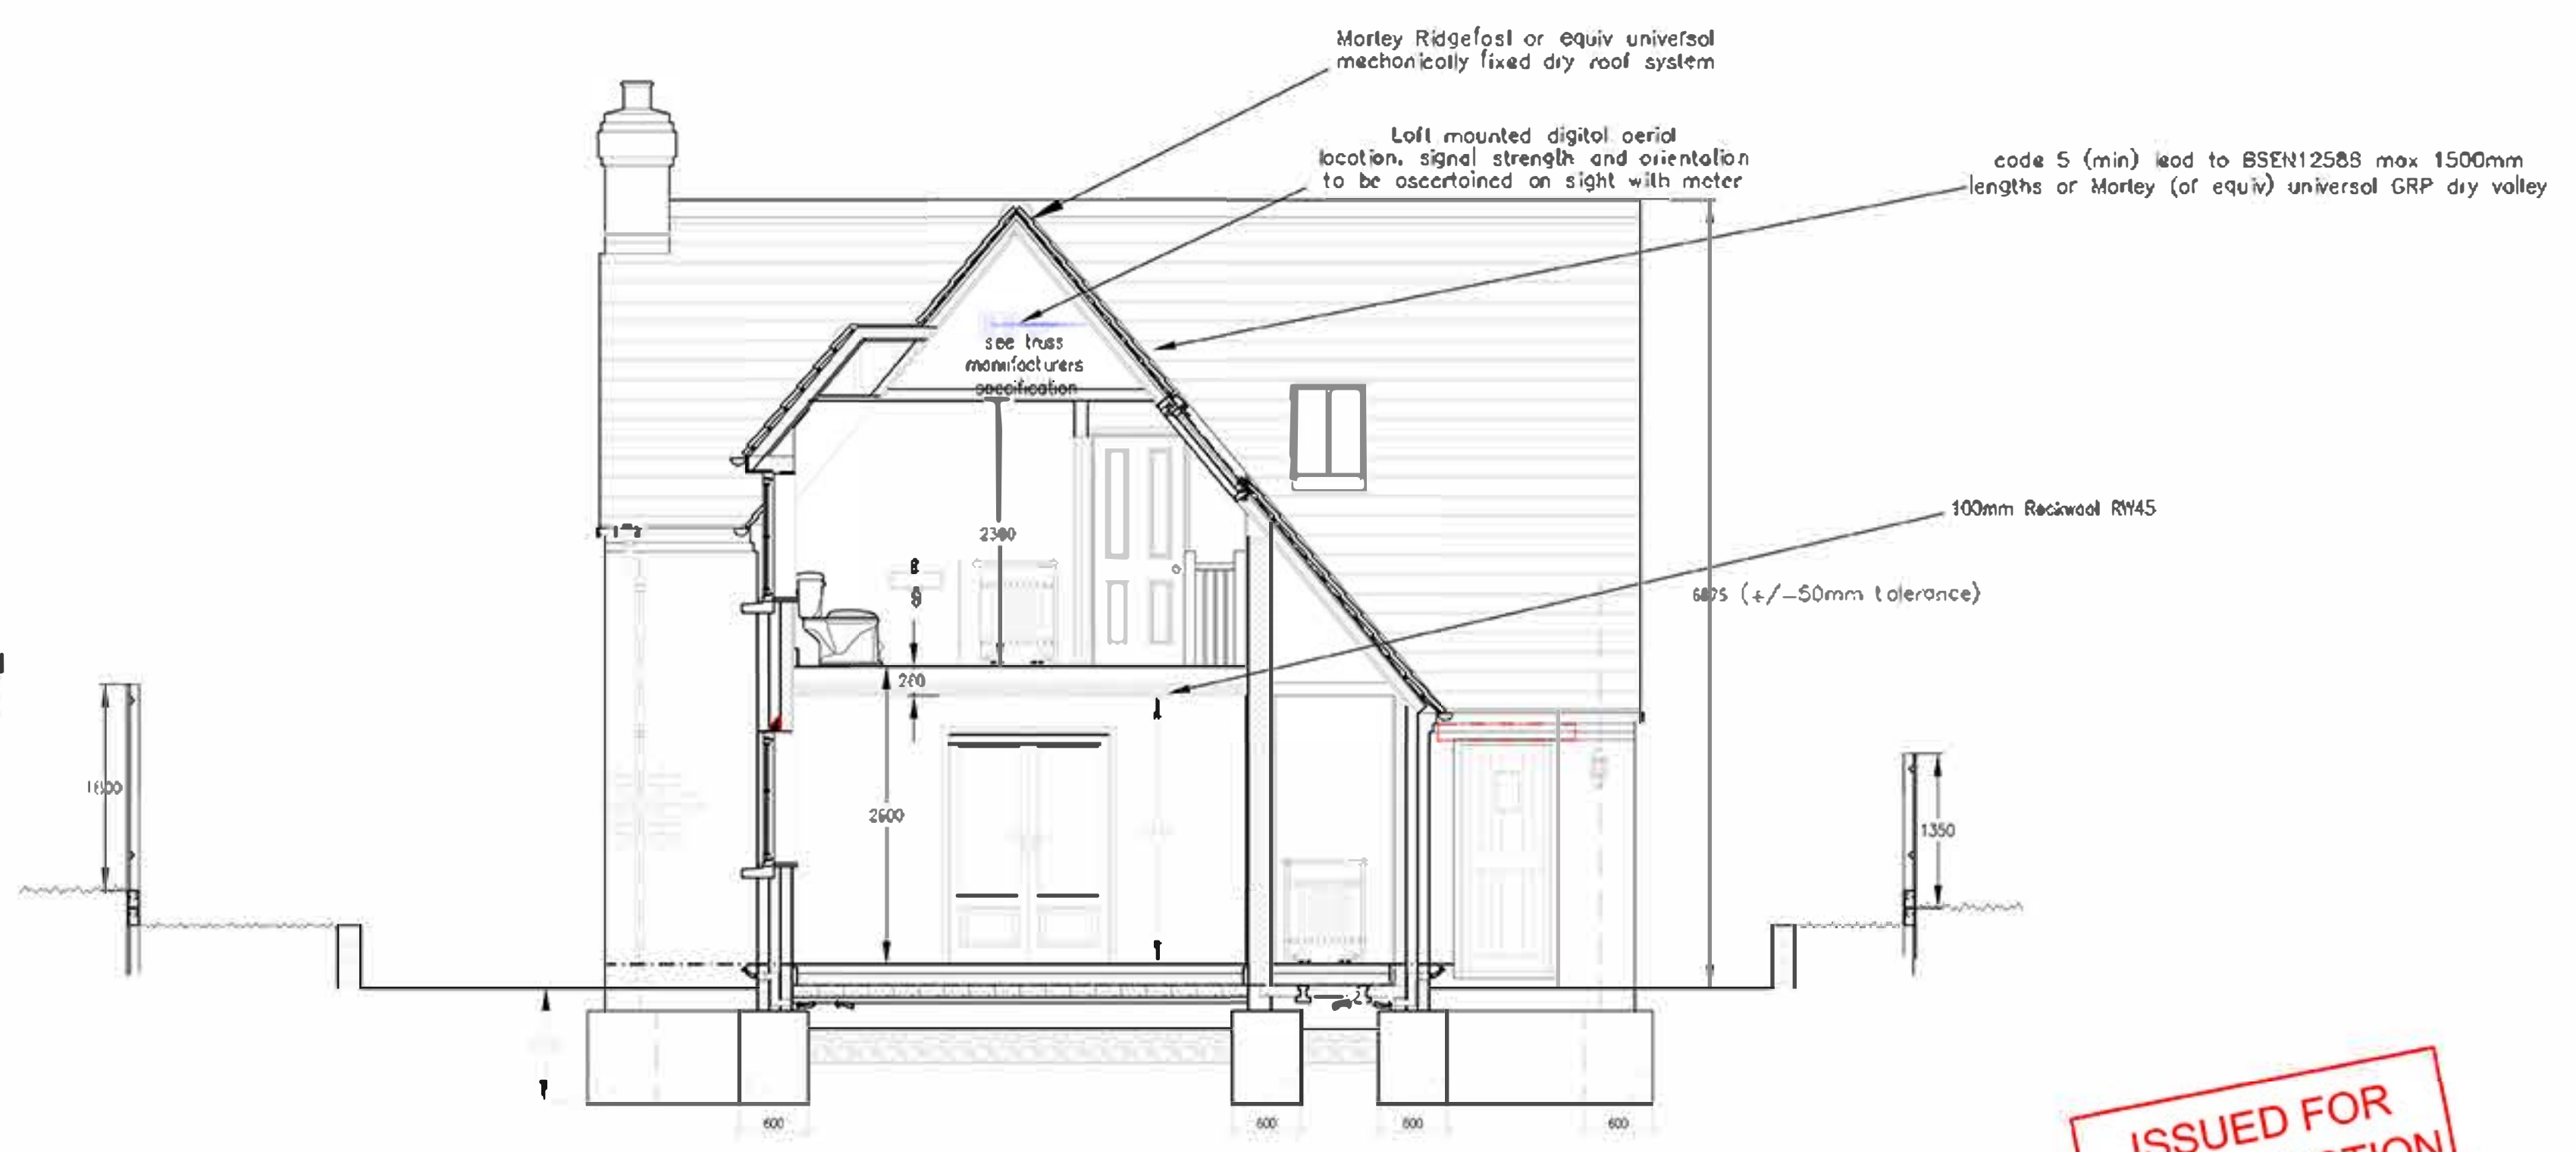 Morley Ridgefast or equiv universal
mechanically fixed dry roof system
Loft mounted digital aerial
location, signal strength and orientation
to be ascertained on sight with meter
code 5 (min) lead to BSEN12588 max 1500mm
lengths or Morley (or equiv) universal GRP dry valley
see truss
manufacturers
specification
100mm Rockwool RW45
2300
(+/-50mm tolerance)
2600
1350
600
600
600
600
ISSUED FOR